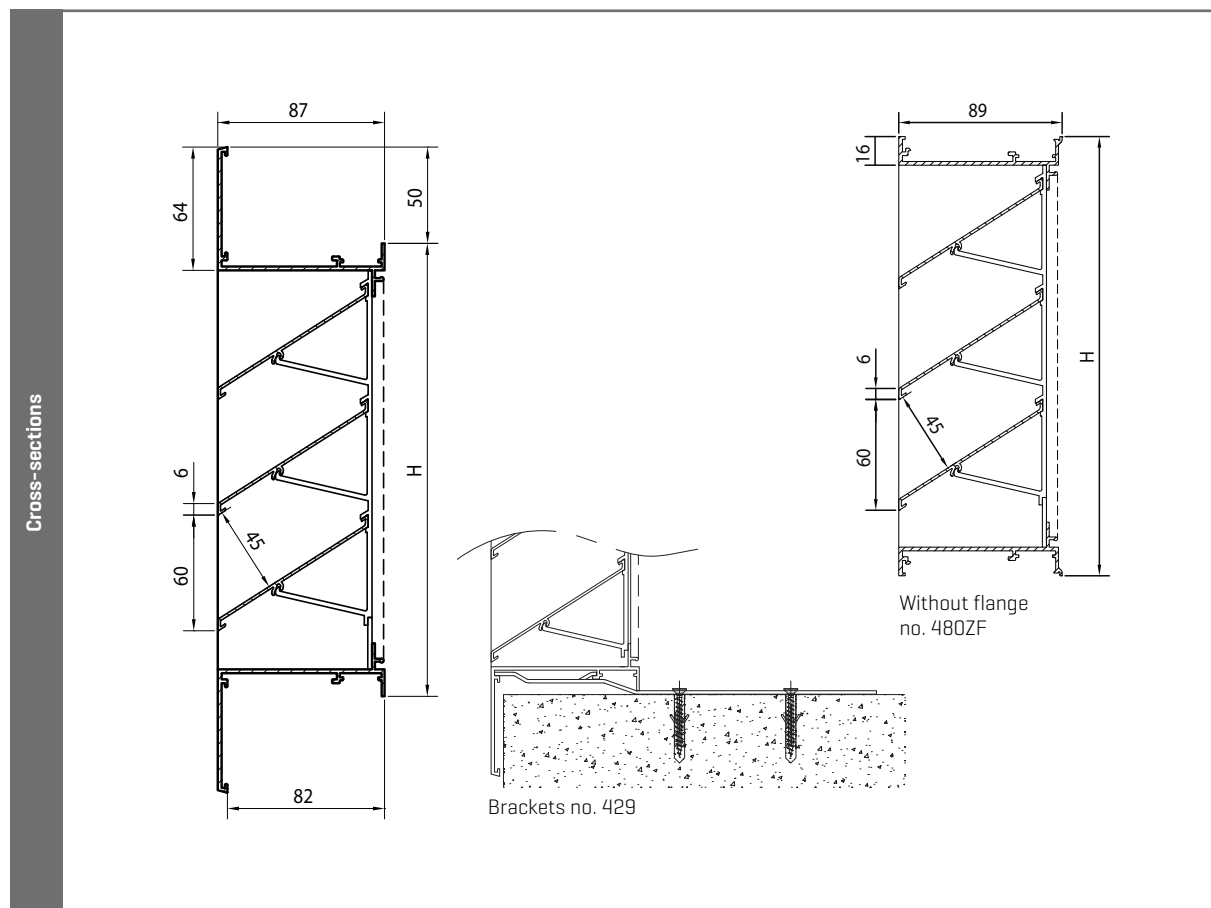 Cross-sections
87
64
50
6
60
45
H
82
Brackets no. 429
89
16
6
60
45
H
Without flange
no. 480ZF